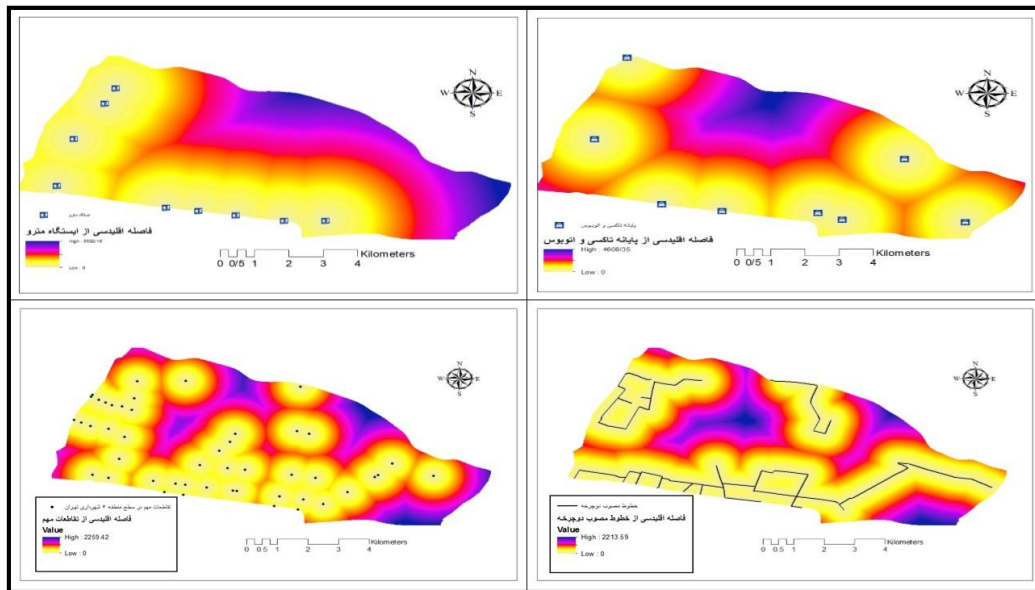 N
W E
S
ایستگاه مترو
فاصله اقلیدسی از ایستگاه مترو
Low : 0
0 0/5 1 2 3 4 Kilometers
N
W E
S
پایانه تاکسی و اتوبوس
فاصله اقلیدسی از پایانه تاکسی و اتوبوس
High : 4608/35
Low : 0
0 0/5 1 2 3 4 Kilometers
N
W E
S
تقاطعات مهم در سطح منطقه ۴ شهرداری تهران
فاصله اقلیدسی از تقاطعات مهم
Value
High : 2259.42
Low : 0
0 0.5 1 2 3 4 Kilometers
N
W E
S
خطوط مصوب دوچرخه
فاصله اقلیدسی از خطوط مصوب دوچرخه
Value
High : 2213.59
Low : 0
0 0.5 1 2 3 4 Kilometers